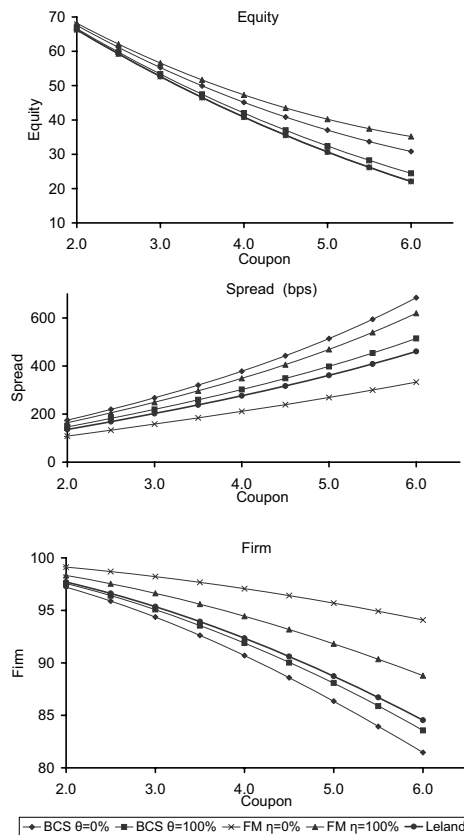 Equity
70
60
50
40
30
20
10
Equity
2.0 3.0 4.0 5.0 6.0
Coupon
Spread (bps)
600
400
200
0
Spread
2.0 3.0 4.0 5.0 6.0
Coupon
Firm
100
95
90
85
80
Firm
2.0 3.0 4.0 5.0 6.0
Coupon
BCS θ=0% BCS θ=100% FM η=0% FM η=100% Leland